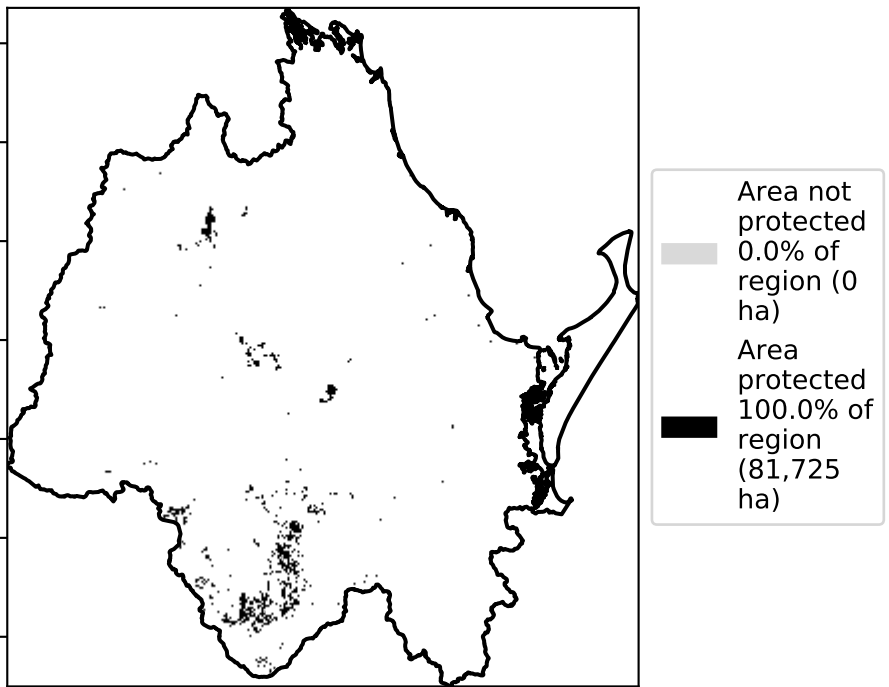 Area not
protected
0.0% of
region (0
ha)
Area
protected
100.0% of
region
(81,725
ha)